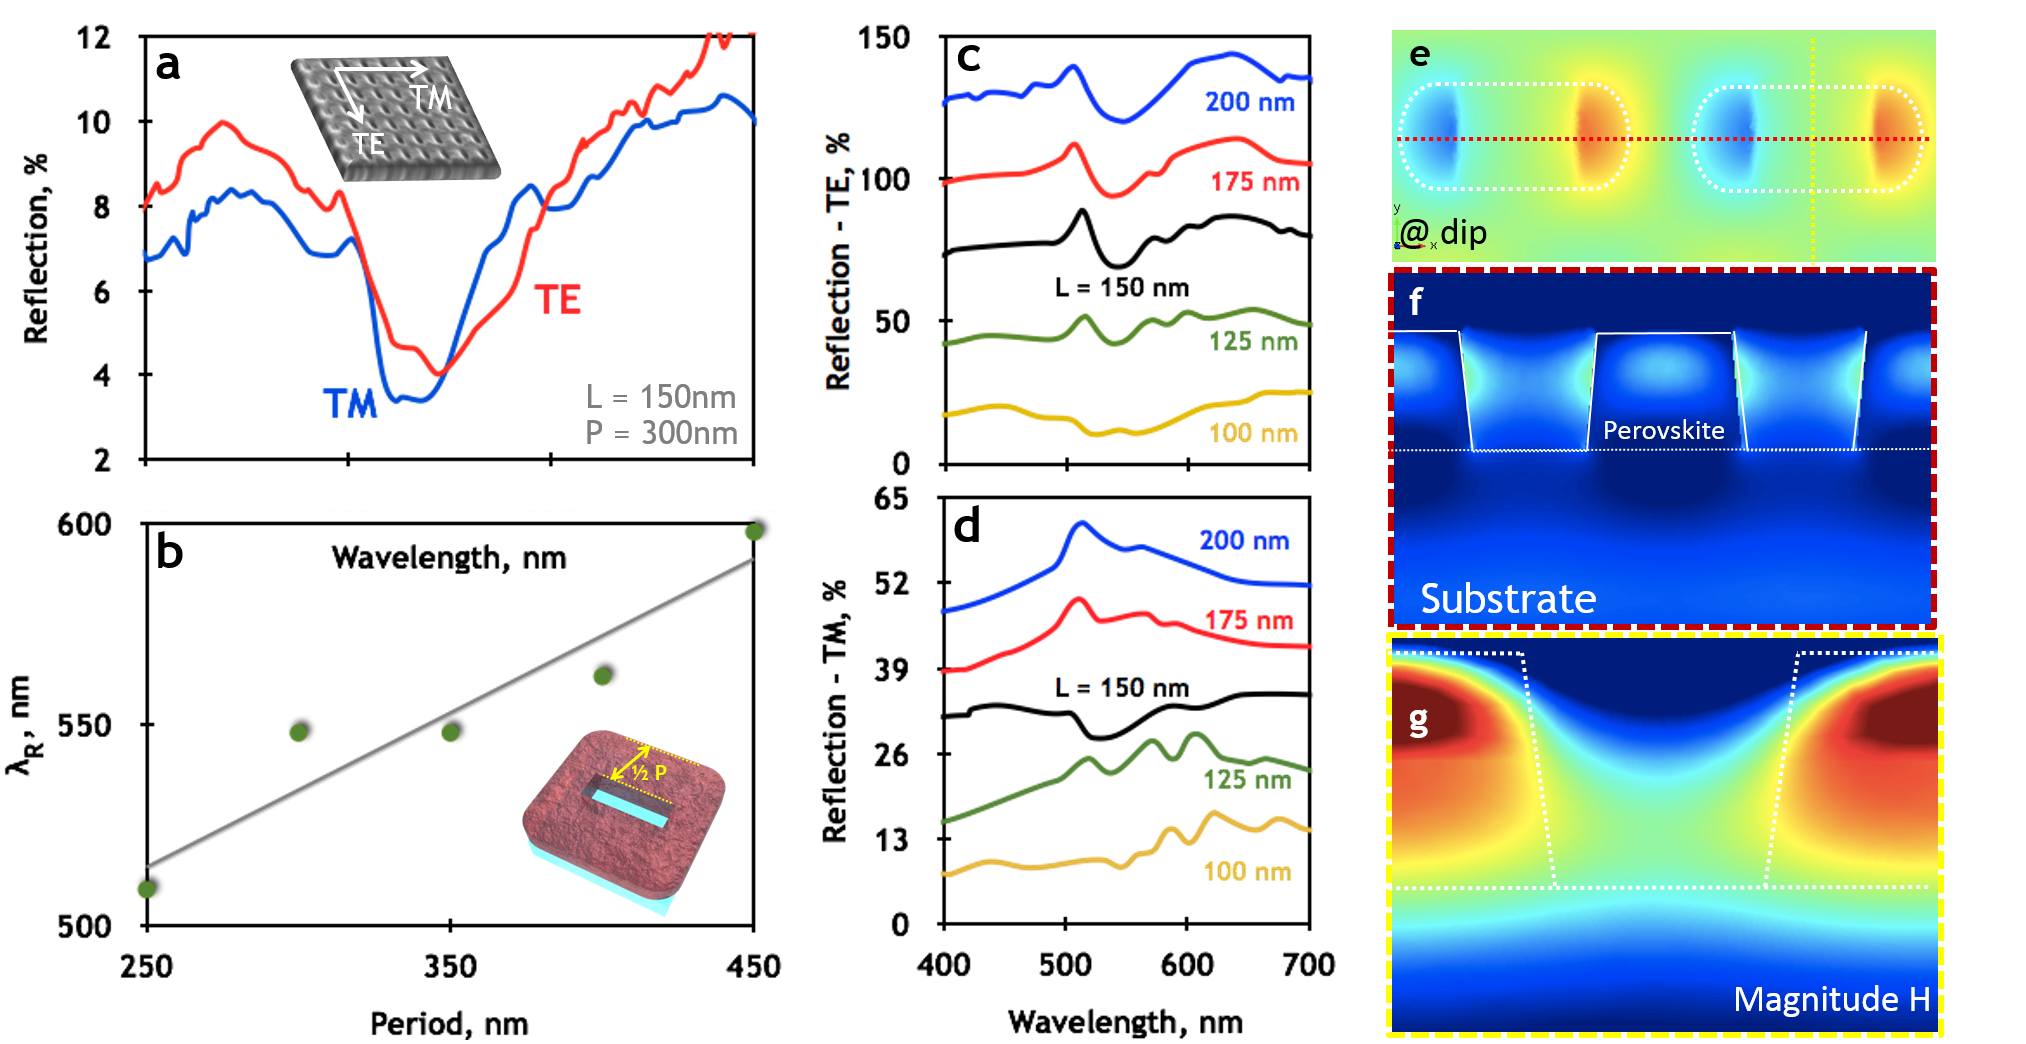 a
12
10
8
6
4
2
Reflection, %
TM
TE
TE
TM
L = 150nm
P = 300nm
b
Wavelength, nm
600
550
500
λR, nm
½ P
250
350
450
Period, nm
c
150
100
50
0
Reflection - TE, %
200 nm
175 nm
L = 150 nm
125 nm
100 nm
d
65
52
39
26
13
0
Reflection - TM, %
200 nm
175 nm
L = 150 nm
125 nm
100 nm
400
500
600
700
Wavelength, nm
e
y
x
@ dip
f
Perovskite
Substrate
g
Magnitude H